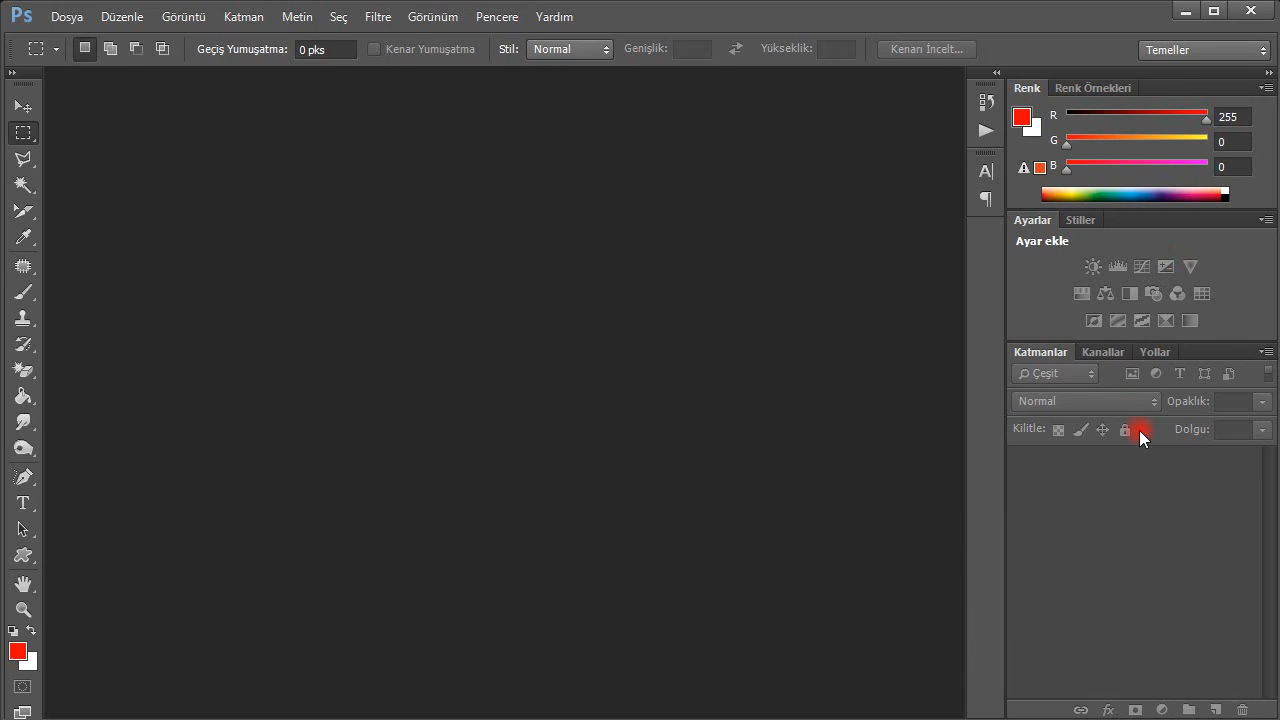 Ps Dosya Düzenle Görüntü Katman Metin Seç Filtre Görünüm Pencere Yardım
Geçiş Yumuşatma: 0 pks Kenar Yumuşatma Stil: Normal Genişlik: Yükseklik: Kenarı İncelt... Temeller
Renk Renk Örnekleri
R 255
G 0
B 0
Ayarlar Stiller
Ayar ekle
Katmanlar Kanallar Yollar
Çeşit
Normal Opaklık:
Kilitle: Dolgu: